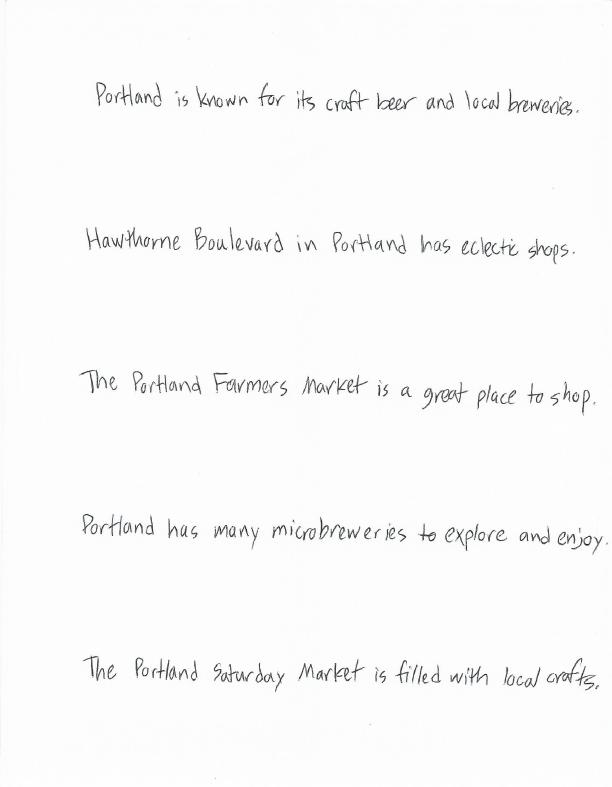 Portland is known for its craft beer and local breweries.
Hawthorne Boulevard in Portland has eclectic shops.
The Portland Farmers Market is a great place to shop.
Portland has many microbreweries to explore and enjoy.
The Portland Saturday Market is filled with local crafts.